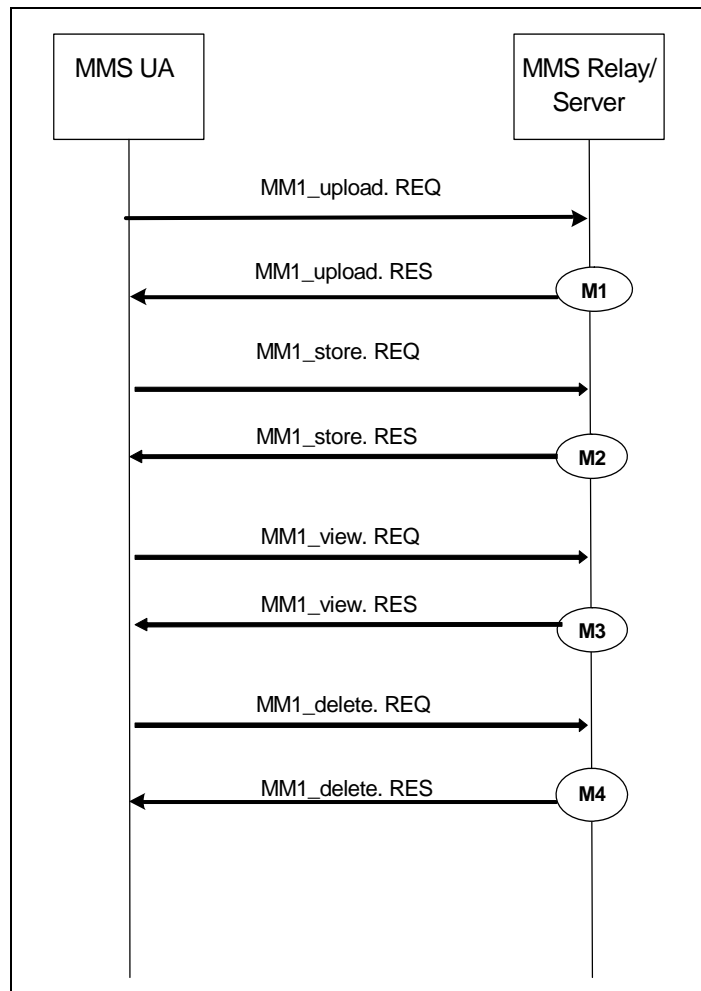 MMS UA
MMS Relay/
Server
MM1_upload. REQ
MM1_upload. RES
M1
MM1_store. REQ
MM1_store. RES
M2
MM1_view. REQ
MM1_view. RES
M3
MM1_delete. REQ
MM1_delete. RES
M4